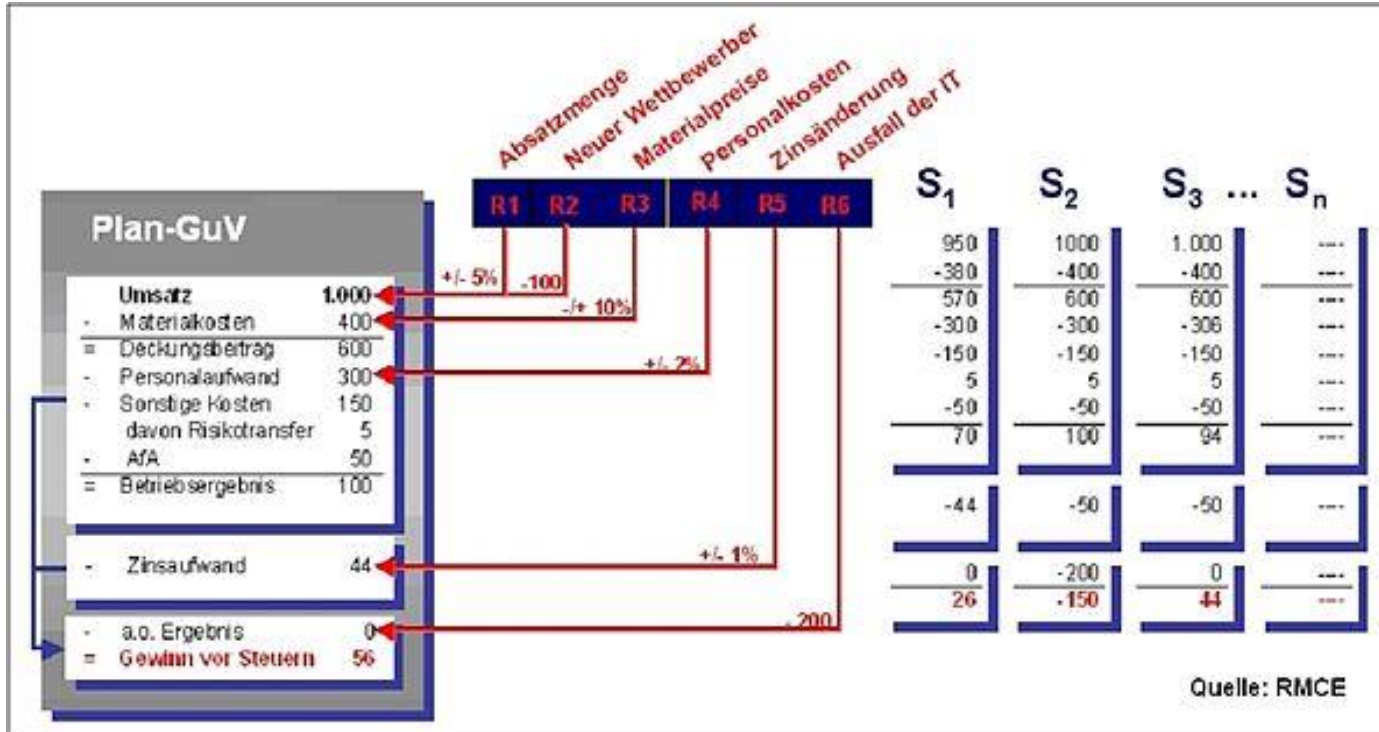 Absatzmenge
Neuer Wettbewerber
Materialpreise
Personalkosten
Zinsänderung
Ausfall der IT
R1 R2 R3 R4 R5 R6
S1 S2 S3 ... Sn
Plan-GuV
+/- 5% -100
-/+ 10%
+/- 2%
+/- 1%
- 200
Umsatz 1.000
- Materialkosten 400
= Deckungsbeitrag 600
- Personalaufwand 300
- Sonstige Kosten 150
davon Risikotransfer 5
- AfA 50
= Betriebsergebnis 100
- Zinsaufwand 44
- a.o. Ergebnis 0
= Gewinn vor Steuern 56
950 1000 1.000 ----
-380 -400 -400 ----
570 600 600 ----
-300 -300 -306 ----
-150 -150 -150 ----
5 5 5 ----
-50 -50 -50 ----
70 100 94 ----
-44 -50 -50 ----
0 -200 0 ----
26 -150 44 ----
Quelle: RMCE